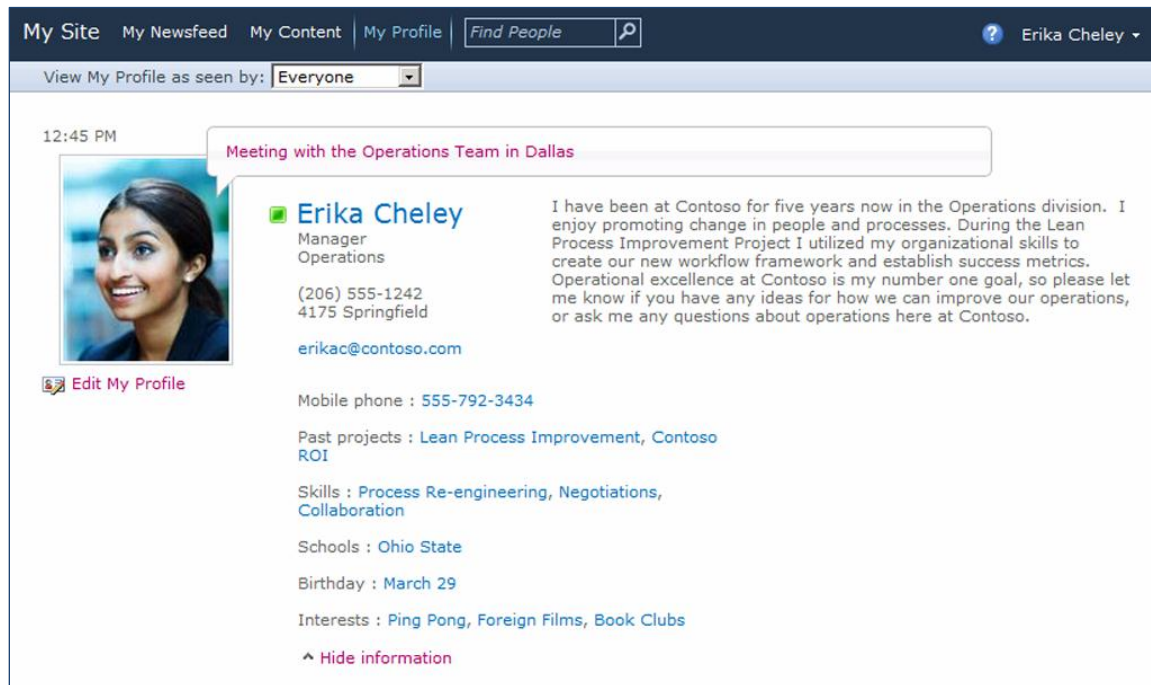 My Site My Newsfeed My Content My Profile Find People Erika Cheley
View My Profile as seen by: Everyone
12:45 PM
Meeting with the Operations Team in Dallas
Erika Cheley
Manager
Operations
(206) 555-1242
4175 Springfield
erikac@contoso.com
I have been at Contoso for five years now in the Operations division. I
enjoy promoting change in people and processes. During the Lean
Process Improvement Project I utilized my organizational skills to
create our new workflow framework and establish success metrics.
Operational excellence at Contoso is my number one goal, so please let
me know if you have any ideas for how we can improve our operations,
or ask me any questions about operations here at Contoso.
Edit My Profile
Mobile phone : 555-792-3434
Past projects : Lean Process Improvement, Contoso
ROI
Skills : Process Re-engineering, Negotiations,
Collaboration
Schools : Ohio State
Birthday : March 29
Interests : Ping Pong, Foreign Films, Book Clubs
Hide information